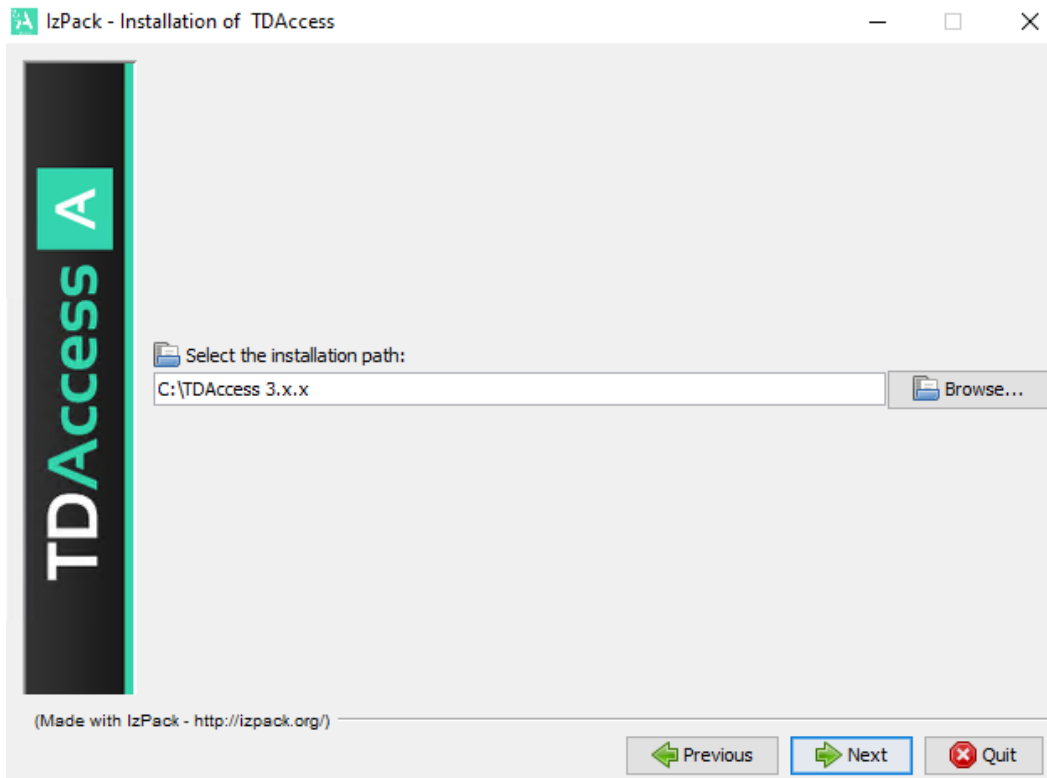 IzPack - Installation of TDAccess
TDAccess A
Select the installation path:
C:\TDAccess 3.x.x
Browse...
(Made with IzPack - http://izpack.org/)
Previous
Next
Quit